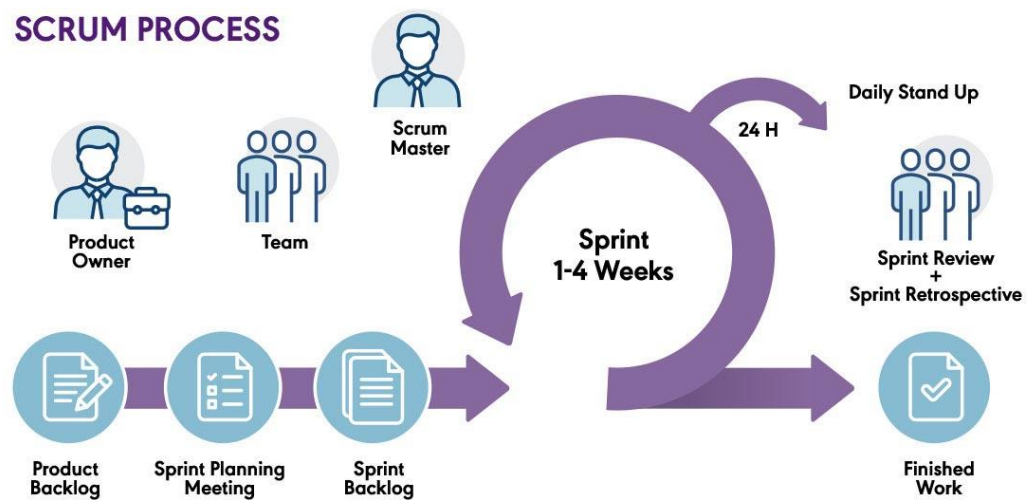 SCRUM PROCESS
Scrum
Master
Product
Owner
Team
Daily Stand Up
24 H
Sprint
1-4 Weeks
Sprint Review
+
Sprint Retrospective
Product
Backlog
Sprint Planning
Meeting
Sprint
Backlog
Finished
Work